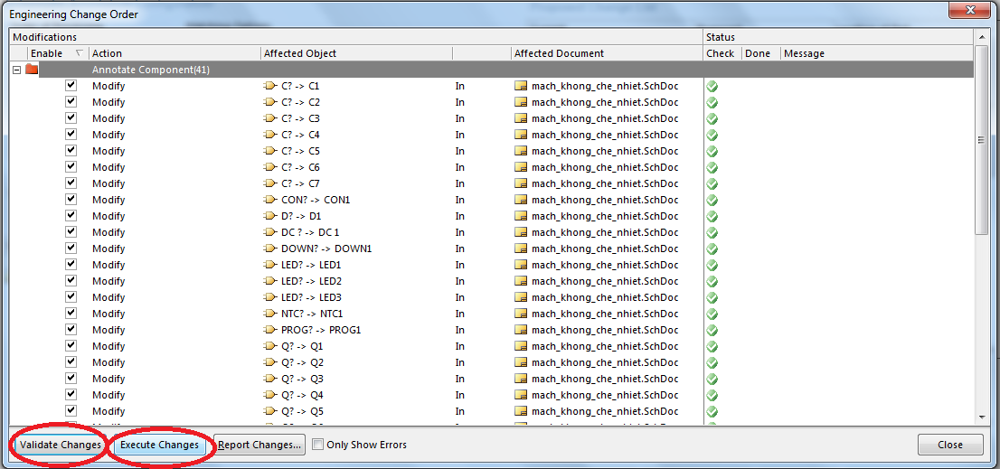 Engineering Change Order
Modifications Status
Enable Action Affected Object Affected Document Check Done Message
Annotate Component(41)
Modify C? -> C1 In mach_khong_che_nhiet.SchDoc
Modify C? -> C2 In mach_khong_che_nhiet.SchDoc
Modify C? -> C3 In mach_khong_che_nhiet.SchDoc
Modify C? -> C4 In mach_khong_che_nhiet.SchDoc
Modify C? -> C5 In mach_khong_che_nhiet.SchDoc
Modify C? -> C6 In mach_khong_che_nhiet.SchDoc
Modify C? -> C7 In mach_khong_che_nhiet.SchDoc
Modify CON? -> CON1 In mach_khong_che_nhiet.SchDoc
Modify D? -> D1 In mach_khong_che_nhiet.SchDoc
Modify DC ? -> DC 1 In mach_khong_che_nhiet.SchDoc
Modify DOWN? -> DOWN1 In mach_khong_che_nhiet.SchDoc
Modify LED? -> LED1 In mach_khong_che_nhiet.SchDoc
Modify LED? -> LED2 In mach_khong_che_nhiet.SchDoc
Modify LED? -> LED3 In mach_khong_che_nhiet.SchDoc
Modify NTC? -> NTC1 In mach_khong_che_nhiet.SchDoc
Modify PROG? -> PROG1 In mach_khong_che_nhiet.SchDoc
Modify Q? -> Q1 In mach_khong_che_nhiet.SchDoc
Modify Q? -> Q2 In mach_khong_che_nhiet.SchDoc
Modify Q? -> Q3 In mach_khong_che_nhiet.SchDoc
Modify Q? -> Q4 In mach_khong_che_nhiet.SchDoc
Modify Q? -> Q5 In mach_khong_che_nhiet.SchDoc
Validate Changes Execute Changes Report Changes... Only Show Errors Close